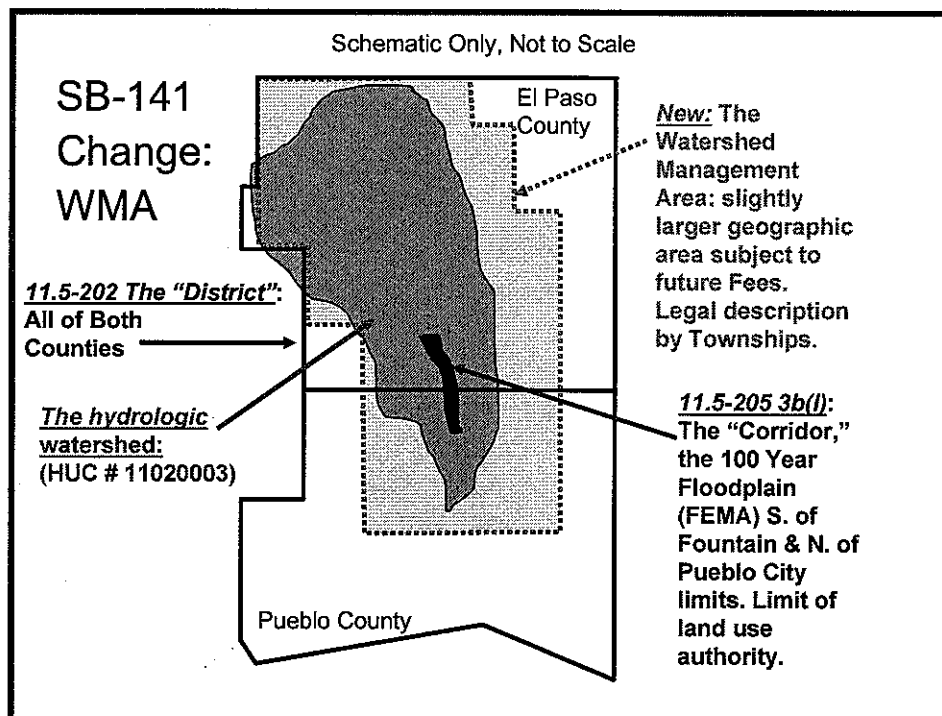 Schematic Only, Not to Scale
SB-141
Change:
WMA
El Paso
County
New: The
Watershed
Management
Area: slightly
larger geographic
area subject to
future Fees.
Legal description
by Townships.
11.5-202 The "District":
All of Both
Counties
The hydrologic
watershed:
(HUC # 11020003)
11.5-205 3b(I):
The "Corridor,"
the 100 Year
Floodplain
(FEMA) S. of
Fountain & N. of
Pueblo City
limits. Limit of
land use
authority.
Pueblo County